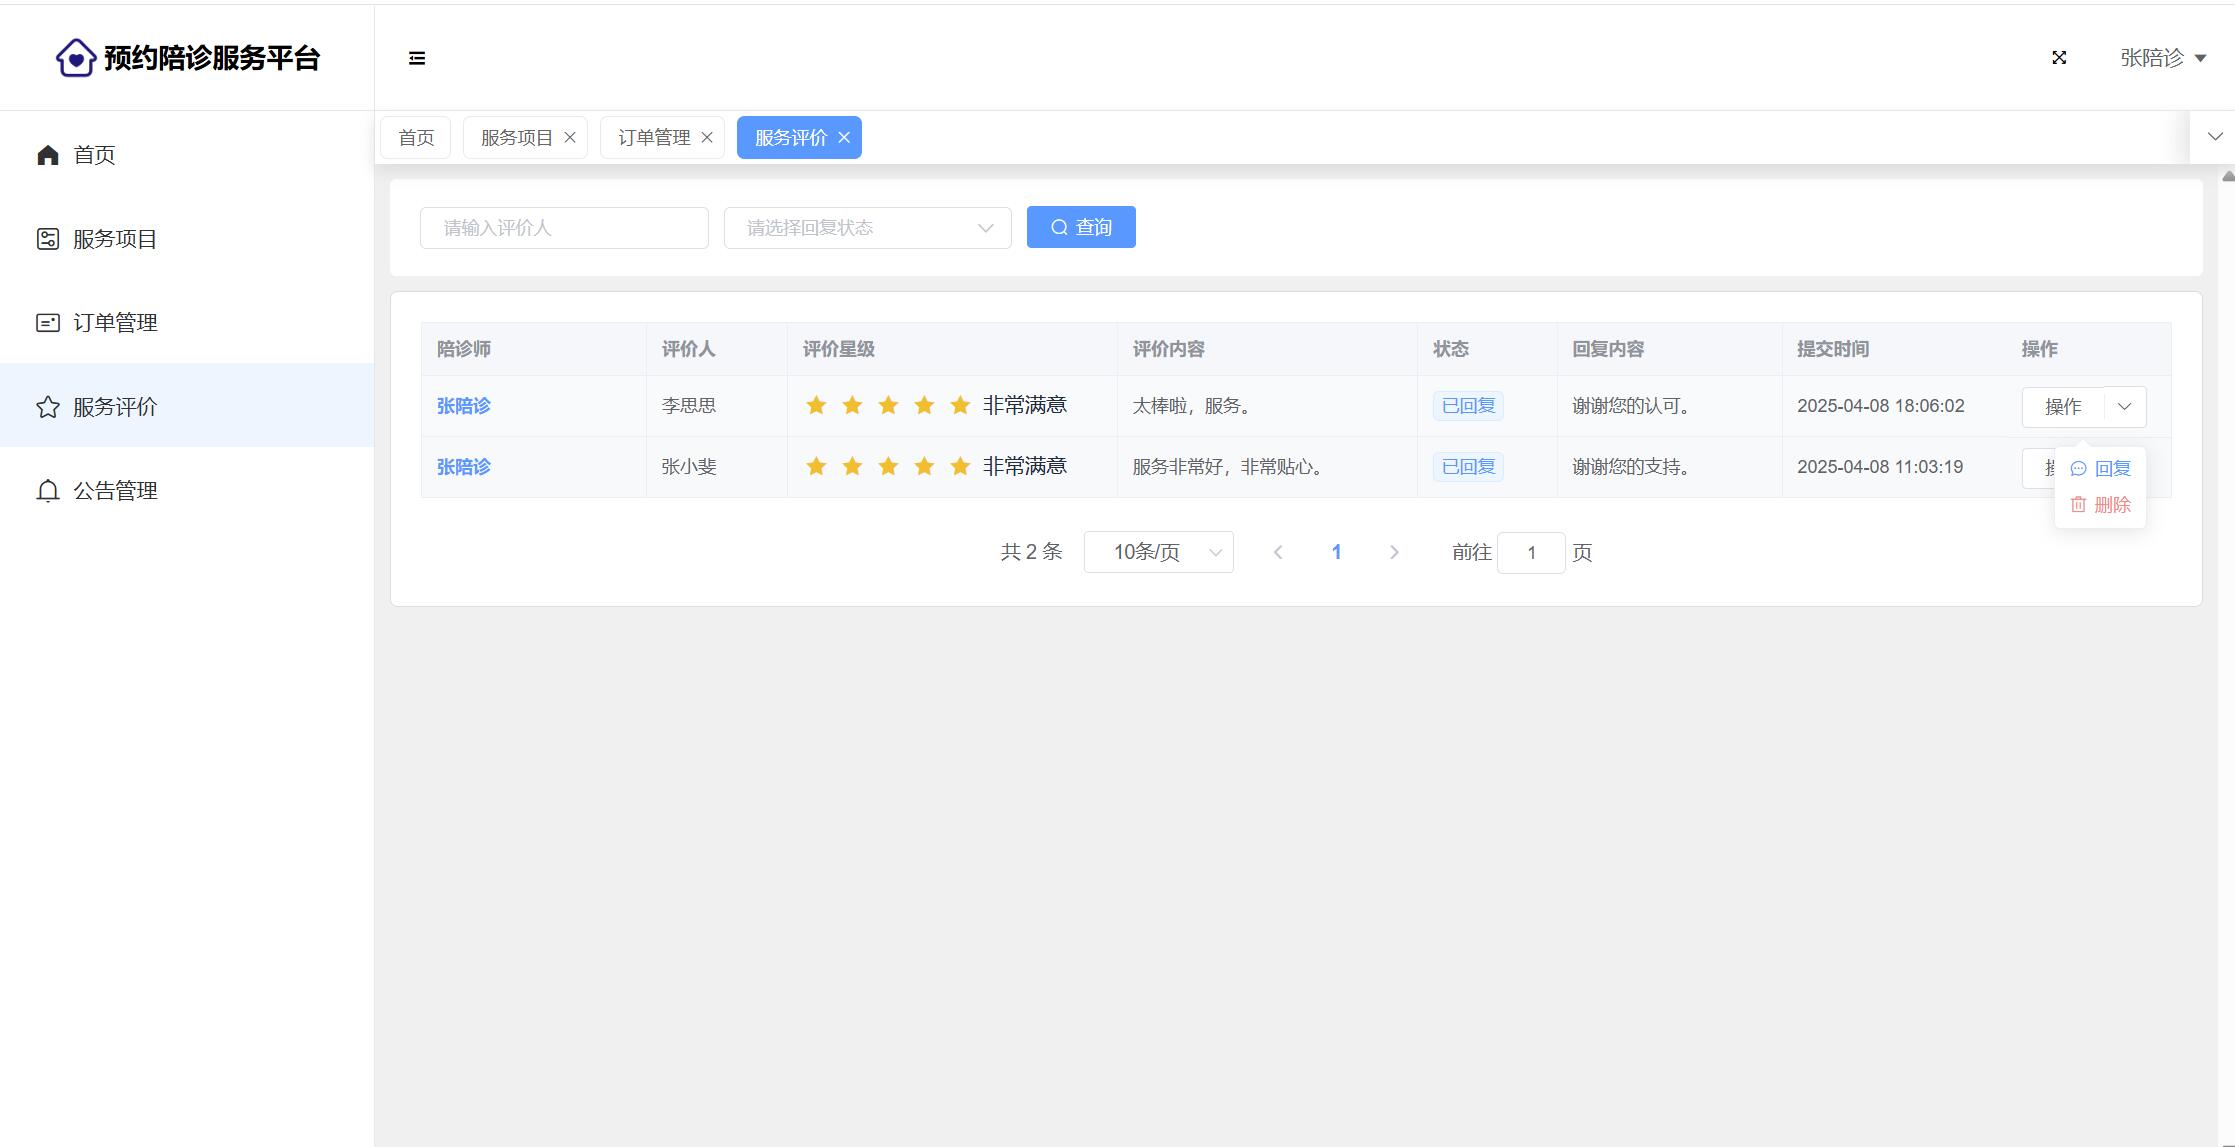 预约陪诊服务平台
张陪诊
首页
服务项目
订单管理
服务评价
公告管理
首页 服务项目 订单管理 服务评价
请输入评价人 请选择回复状态 查询
陪诊师 评价人 评价星级 评价内容 状态 回复内容 提交时间 操作
张陪诊 李思思 非常满意 太棒啦，服务。 已回复 谢谢您的认可。 2025-04-08 18:06:02 操作
张陪诊 张小斐 非常满意 服务非常好，非常贴心。 已回复 谢谢您的支持。 2025-04-08 11:03:19
回复
删除
共 2 条 10条/页 1 前往 1 页